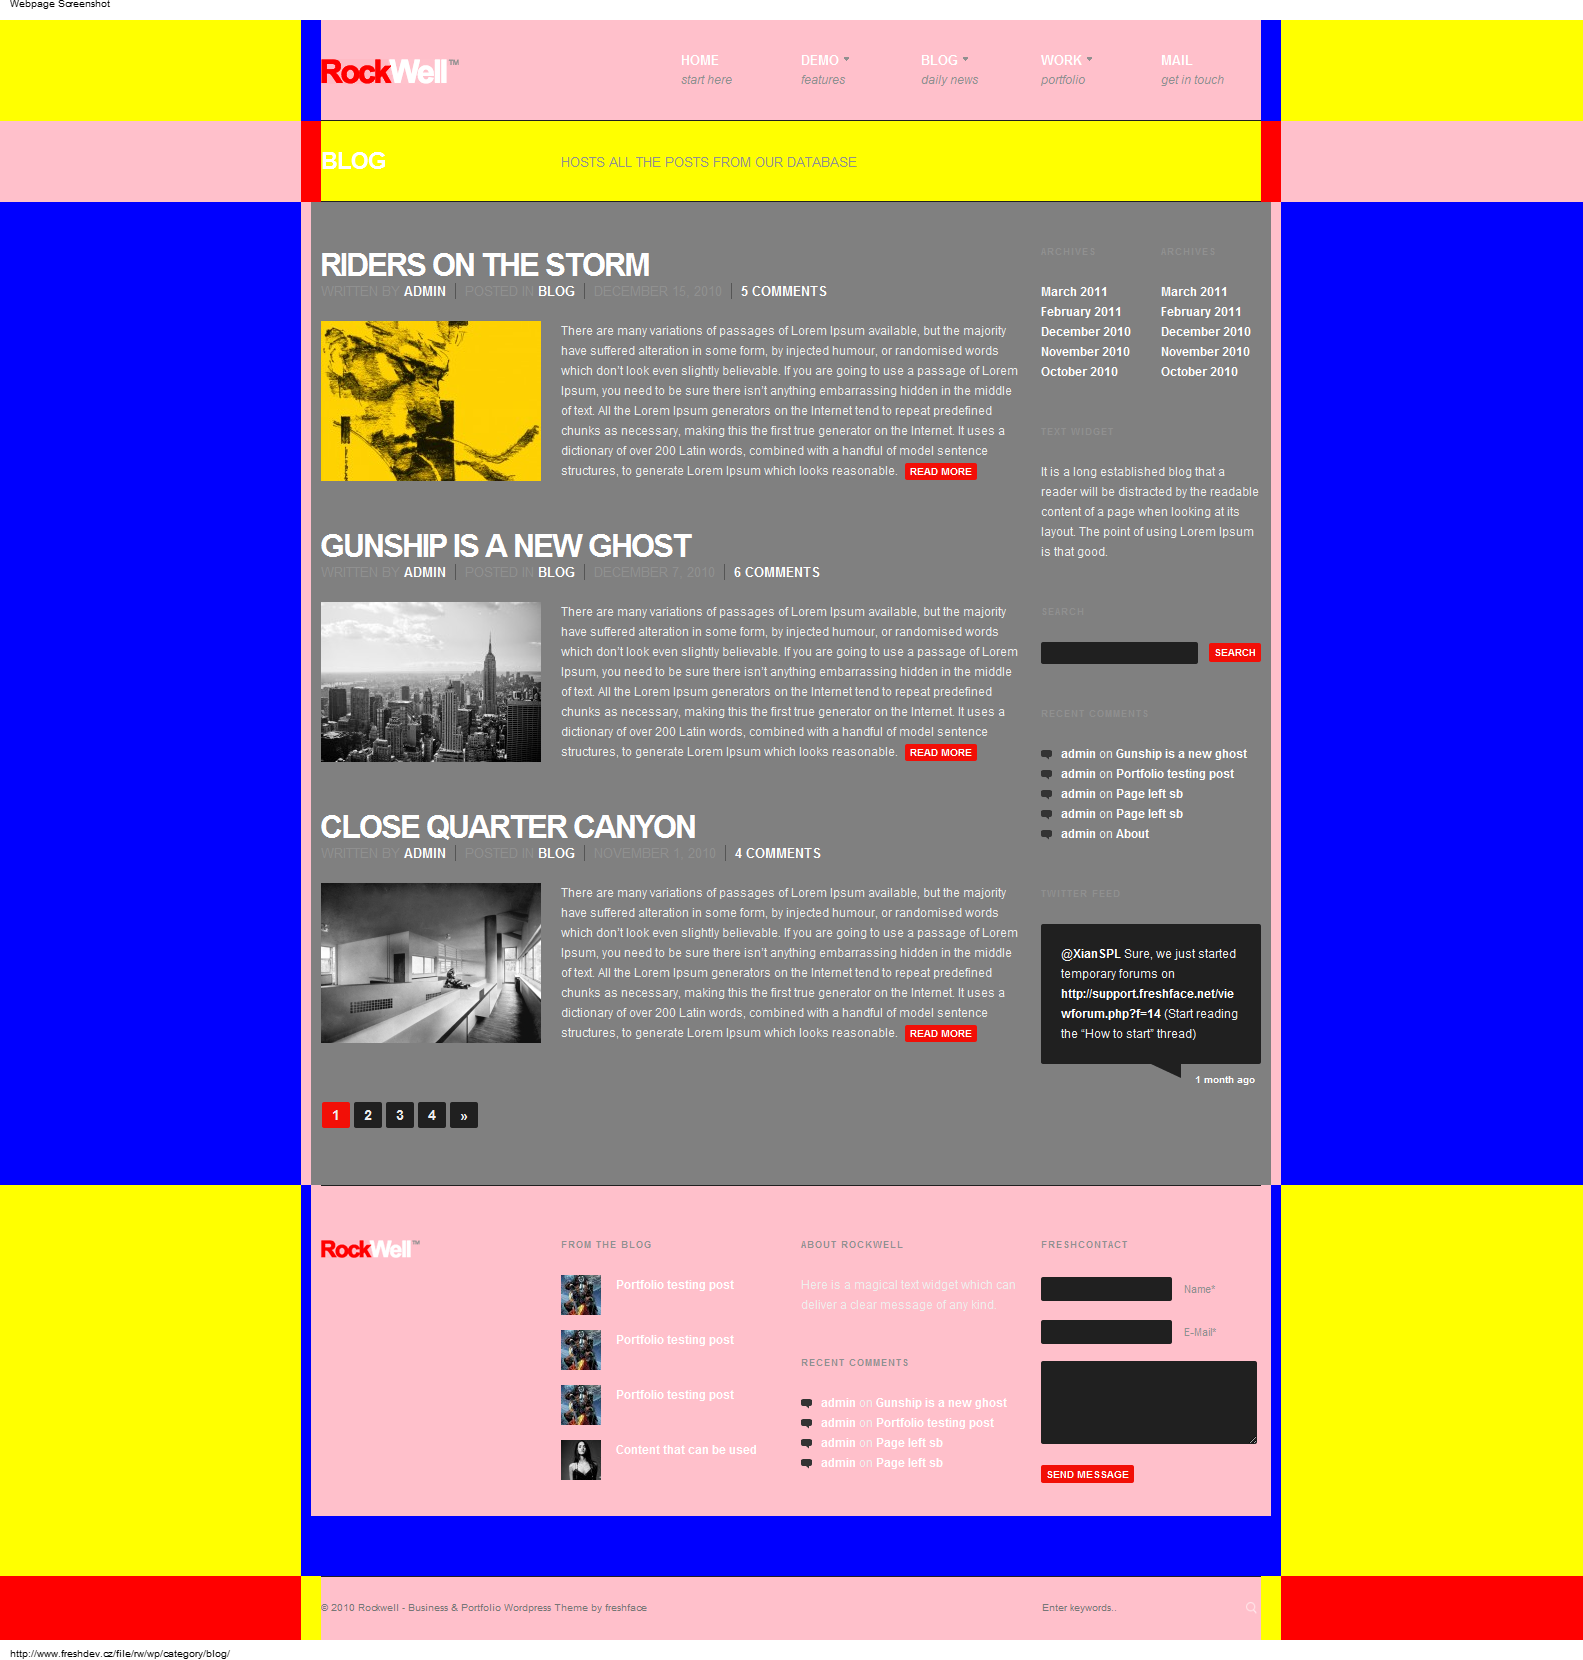 Webpage Screenshot
RockWell™
HOME
start here
DEMO
features
BLOG
daily news
WORK
portfolio
MAIL
get in touch
BLOG
HOSTS ALL THE POSTS FROM OUR DATABASE
RIDERS ON THE STORM
WRITTEN BY ADMIN | POSTED IN BLOG | DECEMBER 15, 2010 | 5 COMMENTS
There are many variations of passages of Lorem Ipsum available, but the majority
have suffered alteration in some form, by injected humour, or randomised words
which don't look even slightly believable. If you are going to use a passage of Lorem
Ipsum, you need to be sure there isn't anything embarrassing hidden in the middle
of text. All the Lorem Ipsum generators on the Internet tend to repeat predefined
chunks as necessary, making this the first true generator on the Internet. It uses a
dictionary of over 200 Latin words, combined with a handful of model sentence
structures, to generate Lorem Ipsum which looks reasonable. READ MORE
GUNSHIP IS A NEW GHOST
WRITTEN BY ADMIN | POSTED IN BLOG | DECEMBER 7, 2010 | 6 COMMENTS
There are many variations of passages of Lorem Ipsum available, but the majority
have suffered alteration in some form, by injected humour, or randomised words
which don't look even slightly believable. If you are going to use a passage of Lorem
Ipsum, you need to be sure there isn't anything embarrassing hidden in the middle
of text. All the Lorem Ipsum generators on the Internet tend to repeat predefined
chunks as necessary, making this the first true generator on the Internet. It uses a
dictionary of over 200 Latin words, combined with a handful of model sentence
structures, to generate Lorem Ipsum which looks reasonable. READ MORE
CLOSE QUARTER CANYON
WRITTEN BY ADMIN | POSTED IN BLOG | NOVEMBER 1, 2010 | 4 COMMENTS
There are many variations of passages of Lorem Ipsum available, but the majority
have suffered alteration in some form, by injected humour, or randomised words
which don't look even slightly believable. If you are going to use a passage of Lorem
Ipsum, you need to be sure there isn't anything embarrassing hidden in the middle
of text. All the Lorem Ipsum generators on the Internet tend to repeat predefined
chunks as necessary, making this the first true generator on the Internet. It uses a
dictionary of over 200 Latin words, combined with a handful of model sentence
structures, to generate Lorem Ipsum which looks reasonable. READ MORE
1 2 3 4 »
ARCHIVES
March 2011
February 2011
December 2010
November 2010
October 2010
ARCHIVES
March 2011
February 2011
December 2010
November 2010
October 2010
TEXT WIDGET
It is a long established blog that a
reader will be distracted by the readable
content of a page when looking at its
layout. The point of using Lorem Ipsum
is that good.
SEARCH
SEARCH
RECENT COMMENTS
admin on Gunship is a new ghost
admin on Portfolio testing post
admin on Page left sb
admin on Page left sb
admin on About
TWITTER FEED
@XianSPL Sure, we just started
temporary forums on
http://support.freshface.net/vie
wforum.php?f=14 (Start reading
the “How to start” thread)
1 month ago
RockWell™
FROM THE BLOG
Portfolio testing post
Portfolio testing post
Portfolio testing post
Content that can be used
ABOUT ROCKWELL
Here is a magical text widget which can
deliver a clear message of any kind.
RECENT COMMENTS
admin on Gunship is a new ghost
admin on Portfolio testing post
admin on Page left sb
admin on Page left sb
FRESHCONTACT
Name*
E-Mail*
SEND MESSAGE
© 2010 Rockwell - Business & Portfolio Wordpress Theme by freshface
Enter keywords..
http://www.freshdev.cz/file/rw/wp/category/blog/